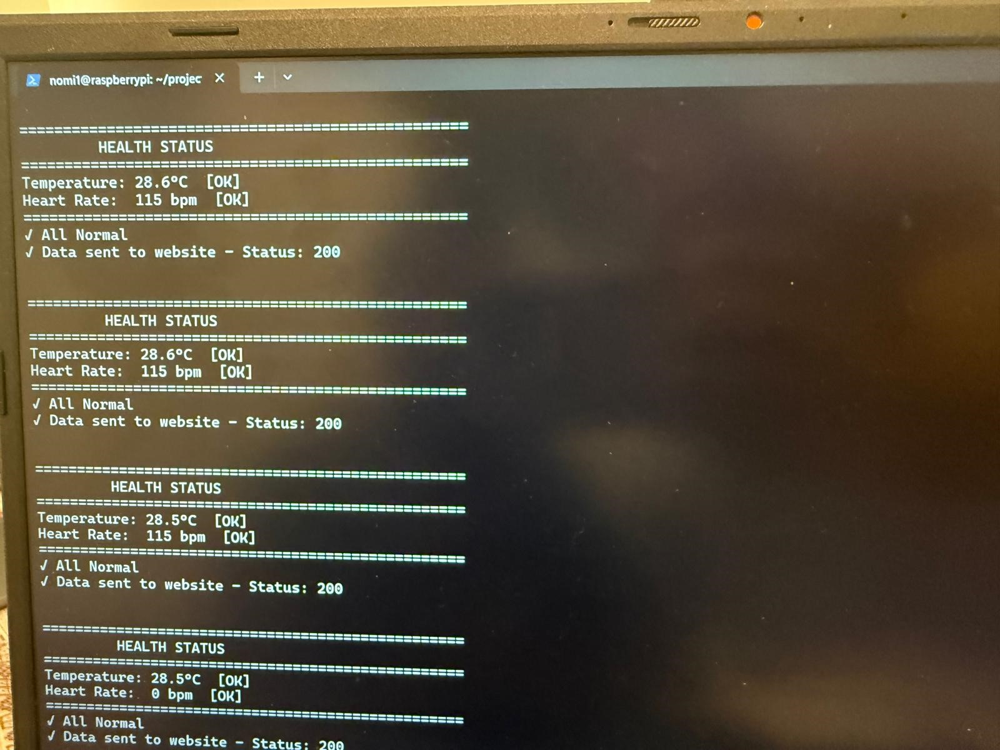 nomi1@raspberrypi: ~/projec
==================================================
HEALTH STATUS
==================================================
Temperature: 28.6°C [OK]
Heart Rate: 115 bpm [OK]
==================================================
✓ All Normal
✓ Data sent to website - Status: 200
==================================================
HEALTH STATUS
==================================================
Temperature: 28.6°C [OK]
Heart Rate: 115 bpm [OK]
==================================================
✓ All Normal
✓ Data sent to website - Status: 200
==================================================
HEALTH STATUS
==================================================
Temperature: 28.5°C [OK]
Heart Rate: 115 bpm [OK]
==================================================
✓ All Normal
✓ Data sent to website - Status: 200
==================================================
HEALTH STATUS
==================================================
Temperature: 28.5°C [OK]
Heart Rate: 0 bpm [OK]
==================================================
✓ All Normal
✓ Data sent to website - Status: 200